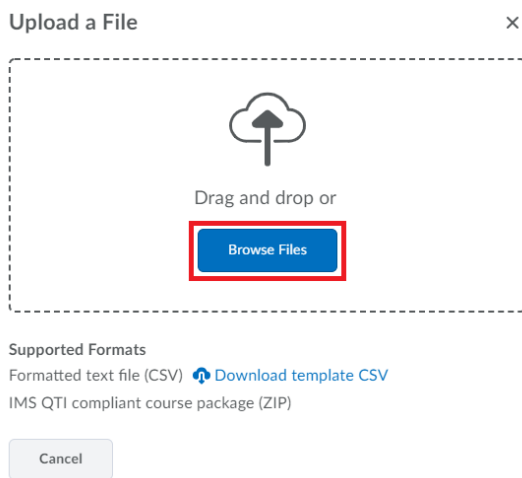 Upload a File
Drag and drop or
Browse Files
Supported Formats
Formatted text file (CSV) Download template CSV
IMS QTI compliant course package (ZIP)
Cancel